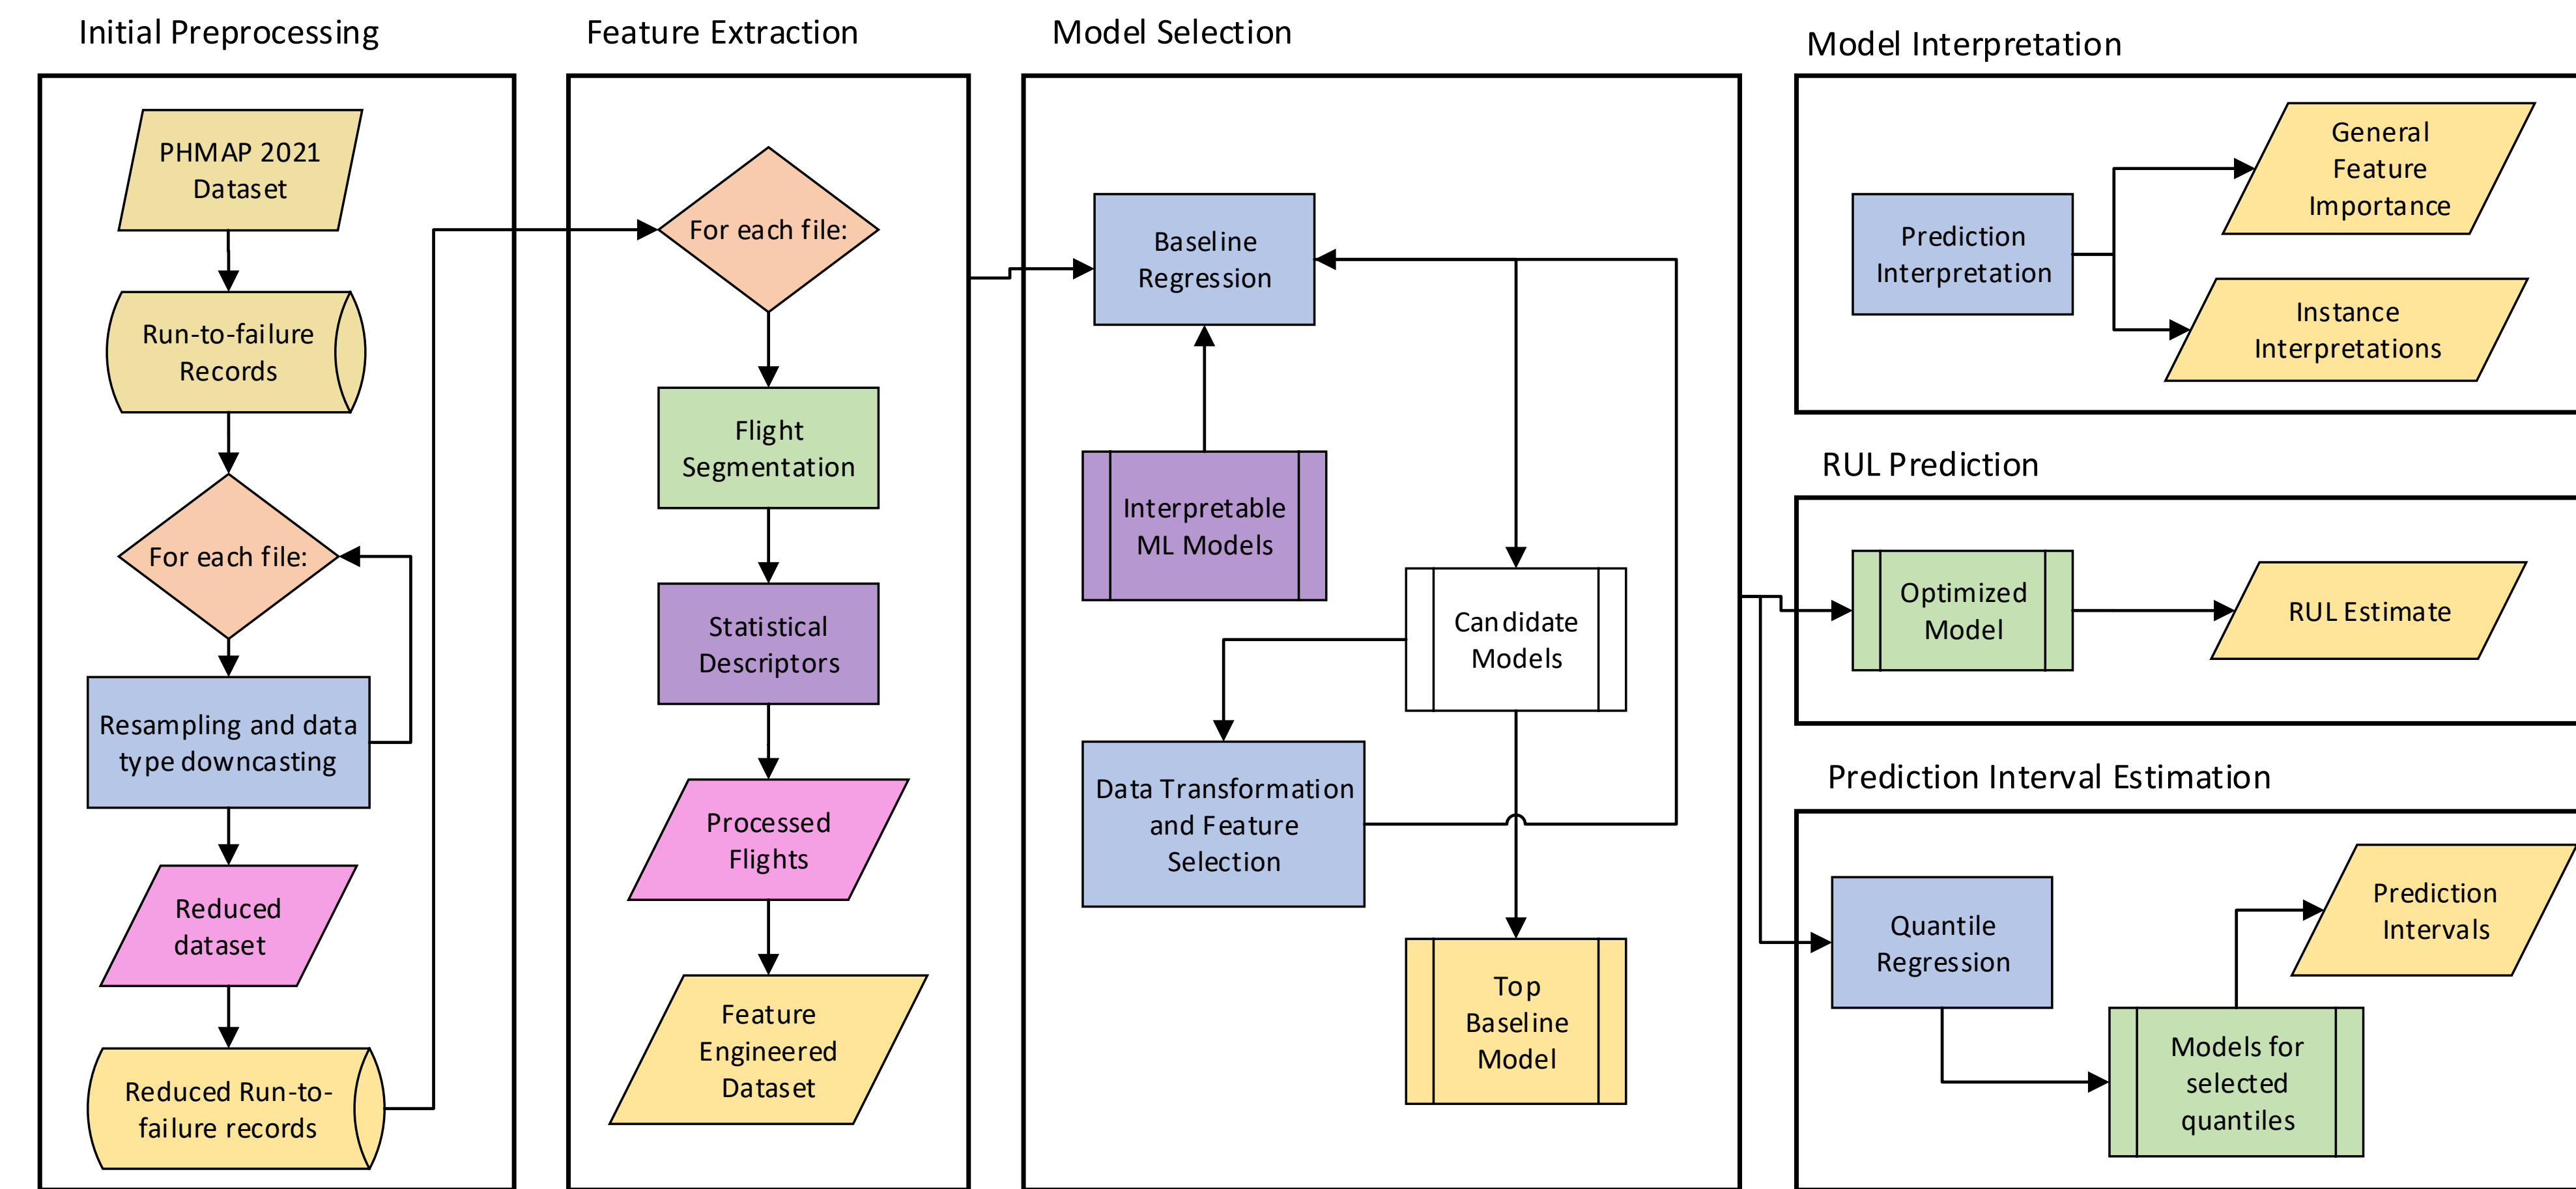 Initial Preprocessing
PHMAP 2021
Dataset
Run-to-failure
Records
For each file:
Resampling and data
type downcasting
Reduced
dataset
Reduced Run-to-
failure records
Feature Extraction
For each file:
Flight
Segmentation
Statistical
Descriptors
Processed
Flights
Feature
Engineered
Dataset
Model Selection
Baseline
Regression
Interpretable
ML Models
Candidate
Models
Data Transformation
and Feature
Selection
Top
Baseline
Model
Model Interpretation
Prediction
Interpretation
General
Feature
Importance
Instance
Interpretations
RUL Prediction
Optimized
Model
RUL Estimate
Prediction Interval Estimation
Quantile
Regression
Prediction
Intervals
Models for
selected
quantiles